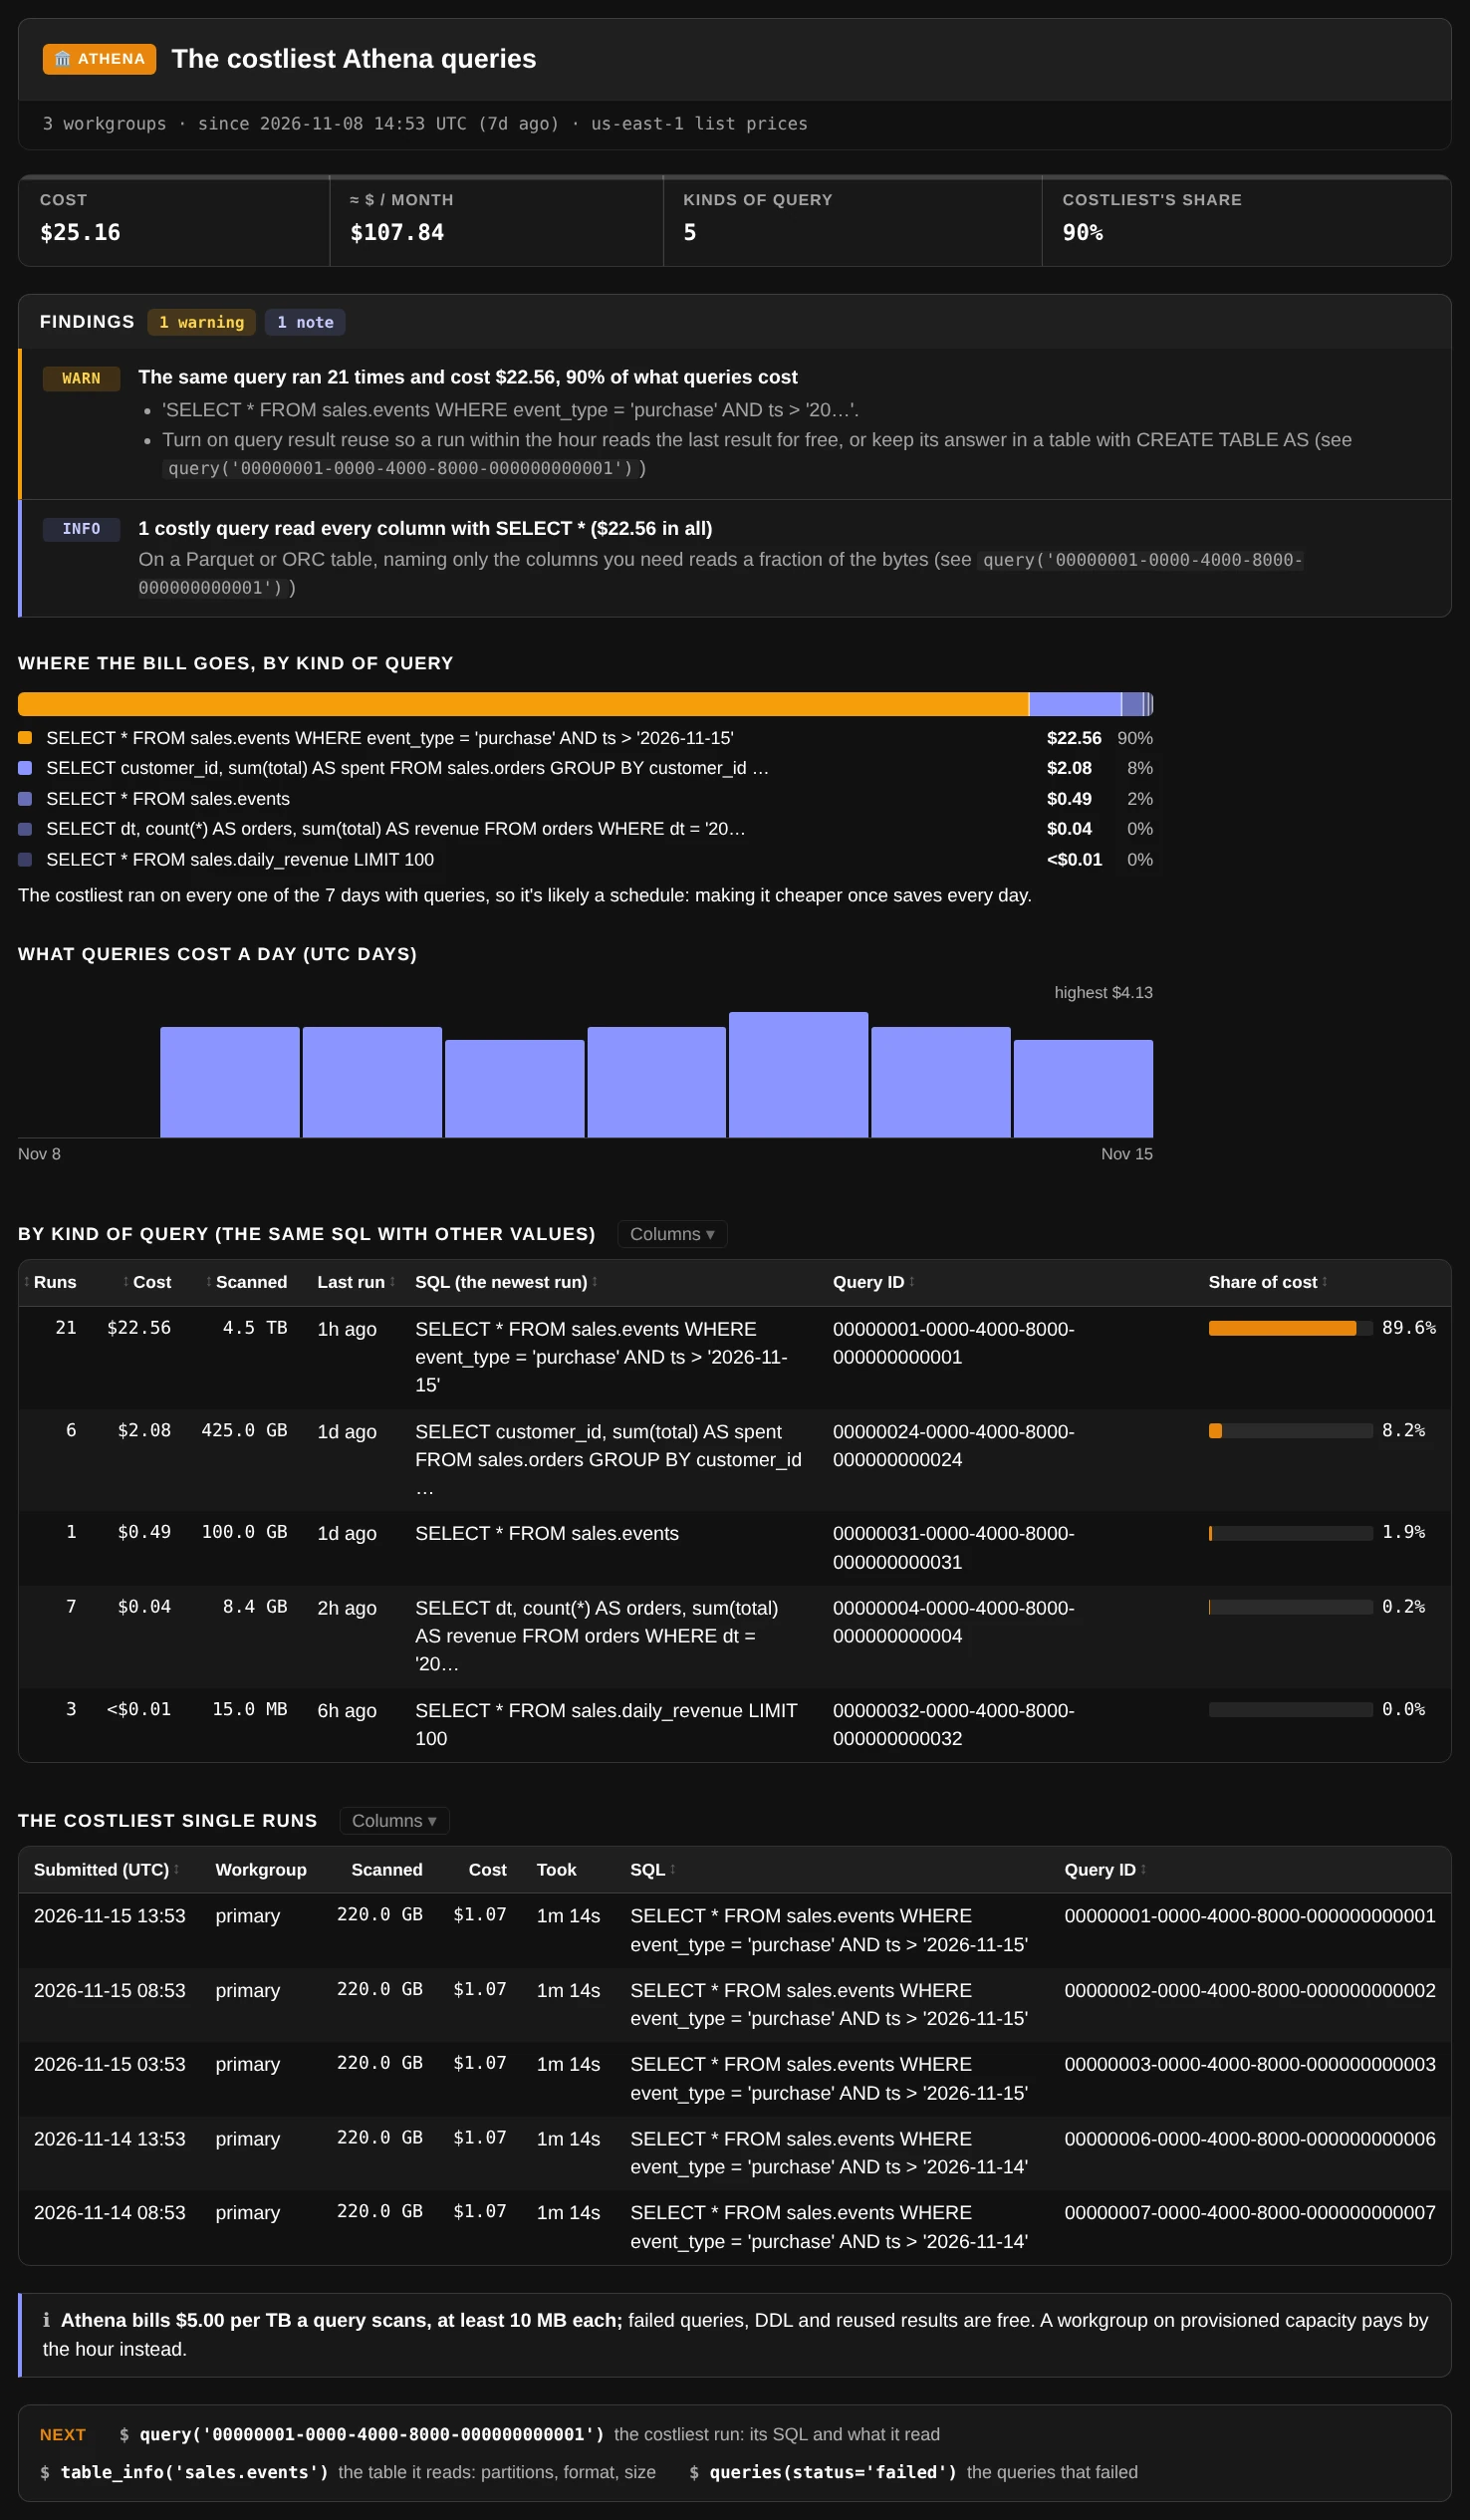 🏛️ ATHENA The costliest Athena queries
3 workgroups · since 2026-11-08 14:53 UTC (7d ago) · us-east-1 list prices
COST
$25.16
≈ $ / MONTH
$107.84
KINDS OF QUERY
5
COSTLIEST'S SHARE
90%
FINDINGS 1 warning 1 note
WARN The same query ran 21 times and cost $22.56, 90% of what queries cost
• 'SELECT * FROM sales.events WHERE event_type = 'purchase' AND ts > '20…'.
• Turn on query result reuse so a run within the hour reads the last result for free, or keep its answer in a table with CREATE TABLE AS (see
query('00000001-0000-4000-8000-000000000001'))
INFO 1 costly query read every column with SELECT * ($22.56 in all)
On a Parquet or ORC table, naming only the columns you need reads a fraction of the bytes (see query('00000001-0000-4000-8000-
000000000001'))
WHERE THE BILL GOES, BY KIND OF QUERY
SELECT * FROM sales.events WHERE event_type = 'purchase' AND ts > '2026-11-15' $22.56 90%
SELECT customer_id, sum(total) AS spent FROM sales.orders GROUP BY customer_id … $2.08 8%
SELECT * FROM sales.events $0.49 2%
SELECT dt, count(*) AS orders, sum(total) AS revenue FROM orders WHERE dt = '20… $0.04 0%
SELECT * FROM sales.daily_revenue LIMIT 100 <$0.01 0%
The costliest ran on every one of the 7 days with queries, so it's likely a schedule: making it cheaper once saves every day.
WHAT QUERIES COST A DAY (UTC DAYS)
highest $4.13
Nov 8 Nov 15
BY KIND OF QUERY (THE SAME SQL WITH OTHER VALUES) Columns ▾
↕ Runs ↕ Cost ↕ Scanned Last run ↕ SQL (the newest run) ↕ Query ID ↕ Share of cost ↕
21 $22.56 4.5 TB 1h ago SELECT * FROM sales.events WHERE 00000001-0000-4000-8000- 89.6%
event_type = 'purchase' AND ts > '2026-11- 000000000001
15'
6 $2.08 425.0 GB 1d ago SELECT customer_id, sum(total) AS spent 00000024-0000-4000-8000- 8.2%
FROM sales.orders GROUP BY customer_id 000000000024
…
1 $0.49 100.0 GB 1d ago SELECT * FROM sales.events 00000031-0000-4000-8000- 1.9%
000000000031
7 $0.04 8.4 GB 2h ago SELECT dt, count(*) AS orders, sum(total) 00000004-0000-4000-8000- 0.2%
AS revenue FROM orders WHERE dt = 000000000004
'20…
3 <$0.01 15.0 MB 6h ago SELECT * FROM sales.daily_revenue LIMIT 00000032-0000-4000-8000- 0.0%
100 000000000032
THE COSTLIEST SINGLE RUNS Columns ▾
Submitted (UTC) ↕ Workgroup Scanned Cost Took SQL ↕ Query ID ↕
2026-11-15 13:53 primary 220.0 GB $1.07 1m 14s SELECT * FROM sales.events WHERE 00000001-0000-4000-8000-000000000001
event_type = 'purchase' AND ts > '2026-11-15'
2026-11-15 08:53 primary 220.0 GB $1.07 1m 14s SELECT * FROM sales.events WHERE 00000002-0000-4000-8000-000000000002
event_type = 'purchase' AND ts > '2026-11-15'
2026-11-15 03:53 primary 220.0 GB $1.07 1m 14s SELECT * FROM sales.events WHERE 00000003-0000-4000-8000-000000000003
event_type = 'purchase' AND ts > '2026-11-15'
2026-11-14 13:53 primary 220.0 GB $1.07 1m 14s SELECT * FROM sales.events WHERE 00000006-0000-4000-8000-000000000006
event_type = 'purchase' AND ts > '2026-11-14'
2026-11-14 08:53 primary 220.0 GB $1.07 1m 14s SELECT * FROM sales.events WHERE 00000007-0000-4000-8000-000000000007
event_type = 'purchase' AND ts > '2026-11-14'
ℹ Athena bills $5.00 per TB a query scans, at least 10 MB each; failed queries, DDL and reused results are free. A workgroup on provisioned capacity pays by
the hour instead.
NEXT $ query('00000001-0000-4000-8000-000000000001') the costliest run: its SQL and what it read
$ table_info('sales.events') the table it reads: partitions, format, size $ queries(status='failed') the queries that failed